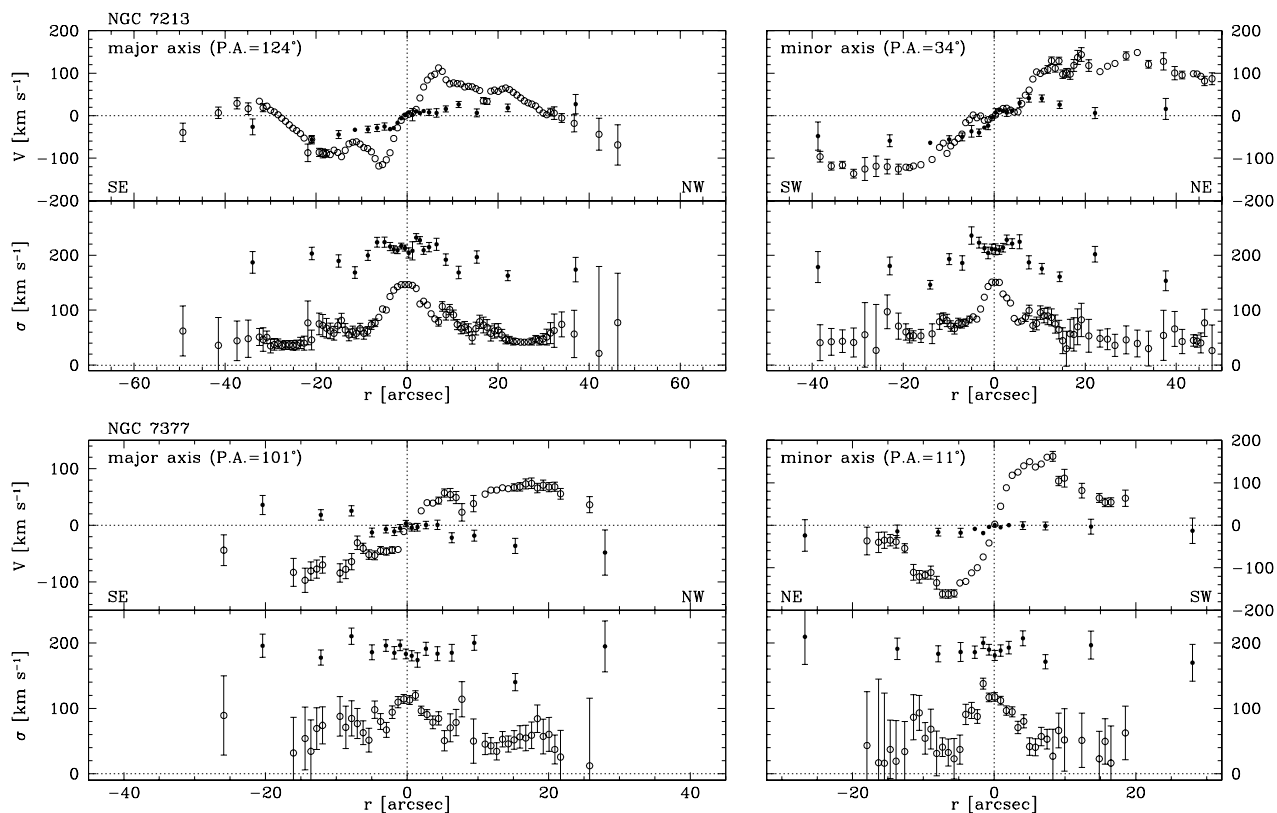 NGC 7213
major axis (P.A.=124°)
minor axis (P.A.=34°)
200
100
0
−100
−200
V [km s⁻¹]
SE
NW
SW
NE
200
100
0
−100
−200
200
100
0
σ [km s⁻¹]
200
100
0
−60 −40 −20 0 20 40 60
−40 −20 0 20 40
r [arcsec]
r [arcsec]
NGC 7377
major axis (P.A.=101°)
minor axis (P.A.=11°)
100
0
−100
V [km s⁻¹]
SE
NW
NE
SW
200
100
0
−100
−200
200
100
0
σ [km s⁻¹]
200
100
0
−40 −20 0 20 40
−20 0 20
r [arcsec]
r [arcsec]